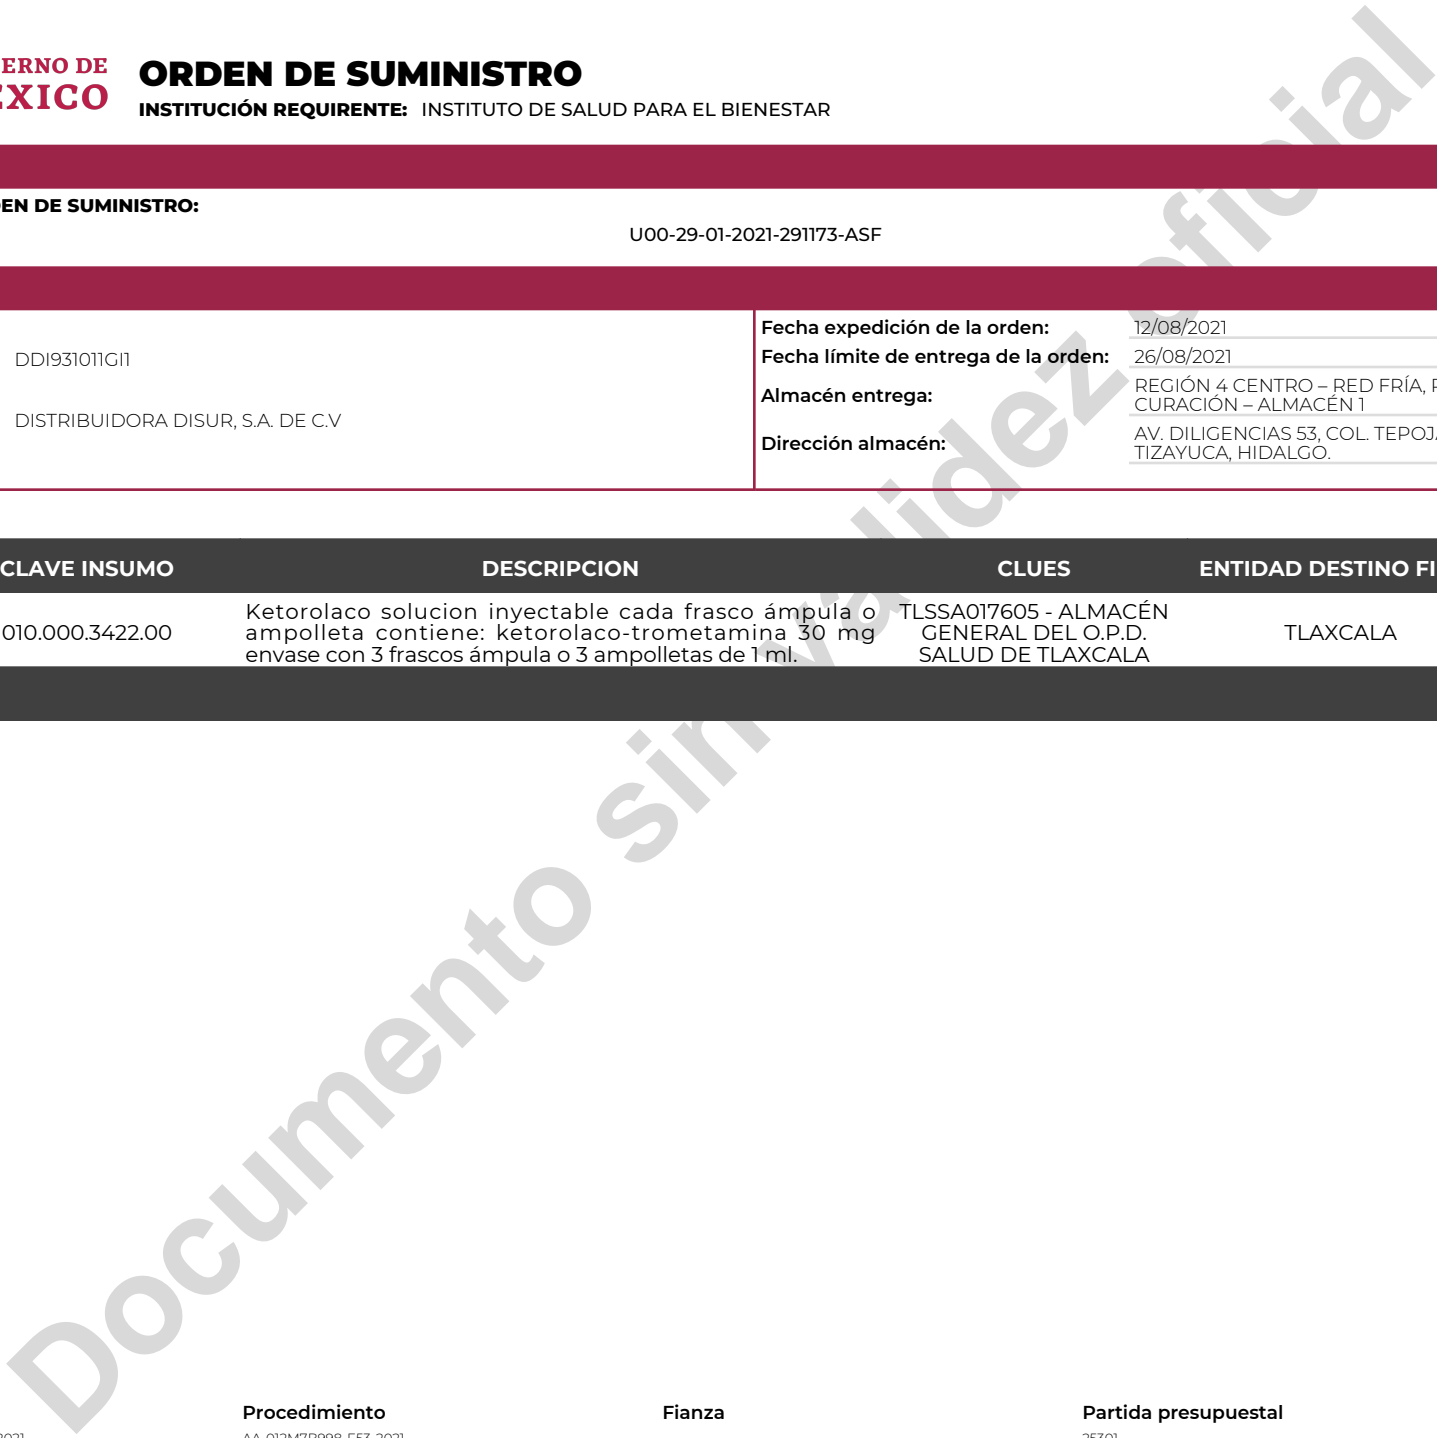 ERNO DE
ÉXICO
ORDEN DE SUMINISTRO
INSTITUCIÓN REQUIRENTE: INSTITUTO DE SALUD PARA EL BIENESTAR
EN DE SUMINISTRO:
U00-29-01-2021-291173-ASF
DDI931011GI1
DISTRIBUIDORA DISUR, S.A. DE C.V
Fecha expedición de la orden: 12/08/2021
Fecha límite de entrega de la orden: 26/08/2021
Almacén entrega: REGIÓN 4 CENTRO – RED FRÍA,
CURACIÓN – ALMACÉN 1
Dirección almacén: AV. DILIGENCIAS 53, COL. TEPOJ
TIZAYUCA, HIDALGO.
CLAVE INSUMO DESCRIPCION CLUES ENTIDAD DESTINO FI
010.000.3422.00
Ketorolaco solucion inyectable cada frasco ámpula o
ampolleta contiene: ketorolaco-trometamina 30 mg
envase con 3 frascos ámpula o 3 ampolletas de 1 ml.
TLSSA017605 - ALMACÉN
GENERAL DEL O.P.D.
SALUD DE TLAXCALA
TLAXCALA
Documento sin validez oficial
Procedimiento Fianza Partida presupuestal